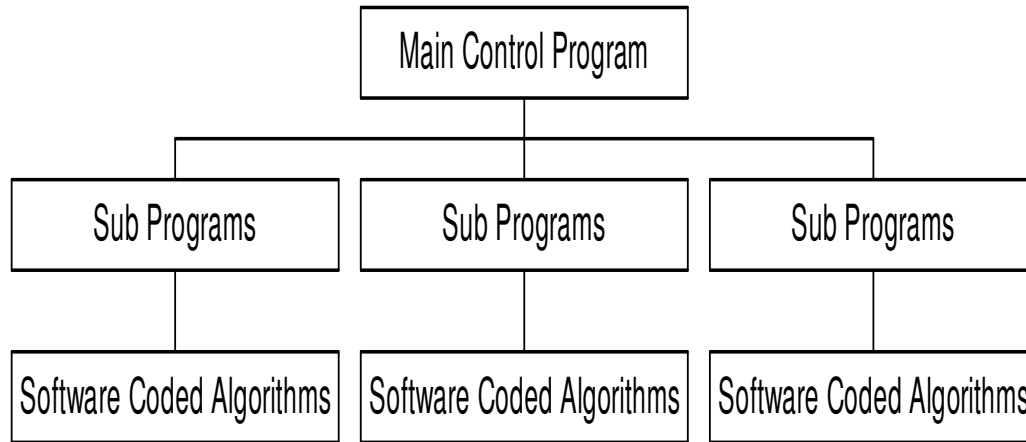 Main Control Program
Sub Programs
Sub Programs
Sub Programs
Software Coded Algorithms
Software Coded Algorithms
Software Coded Algorithms